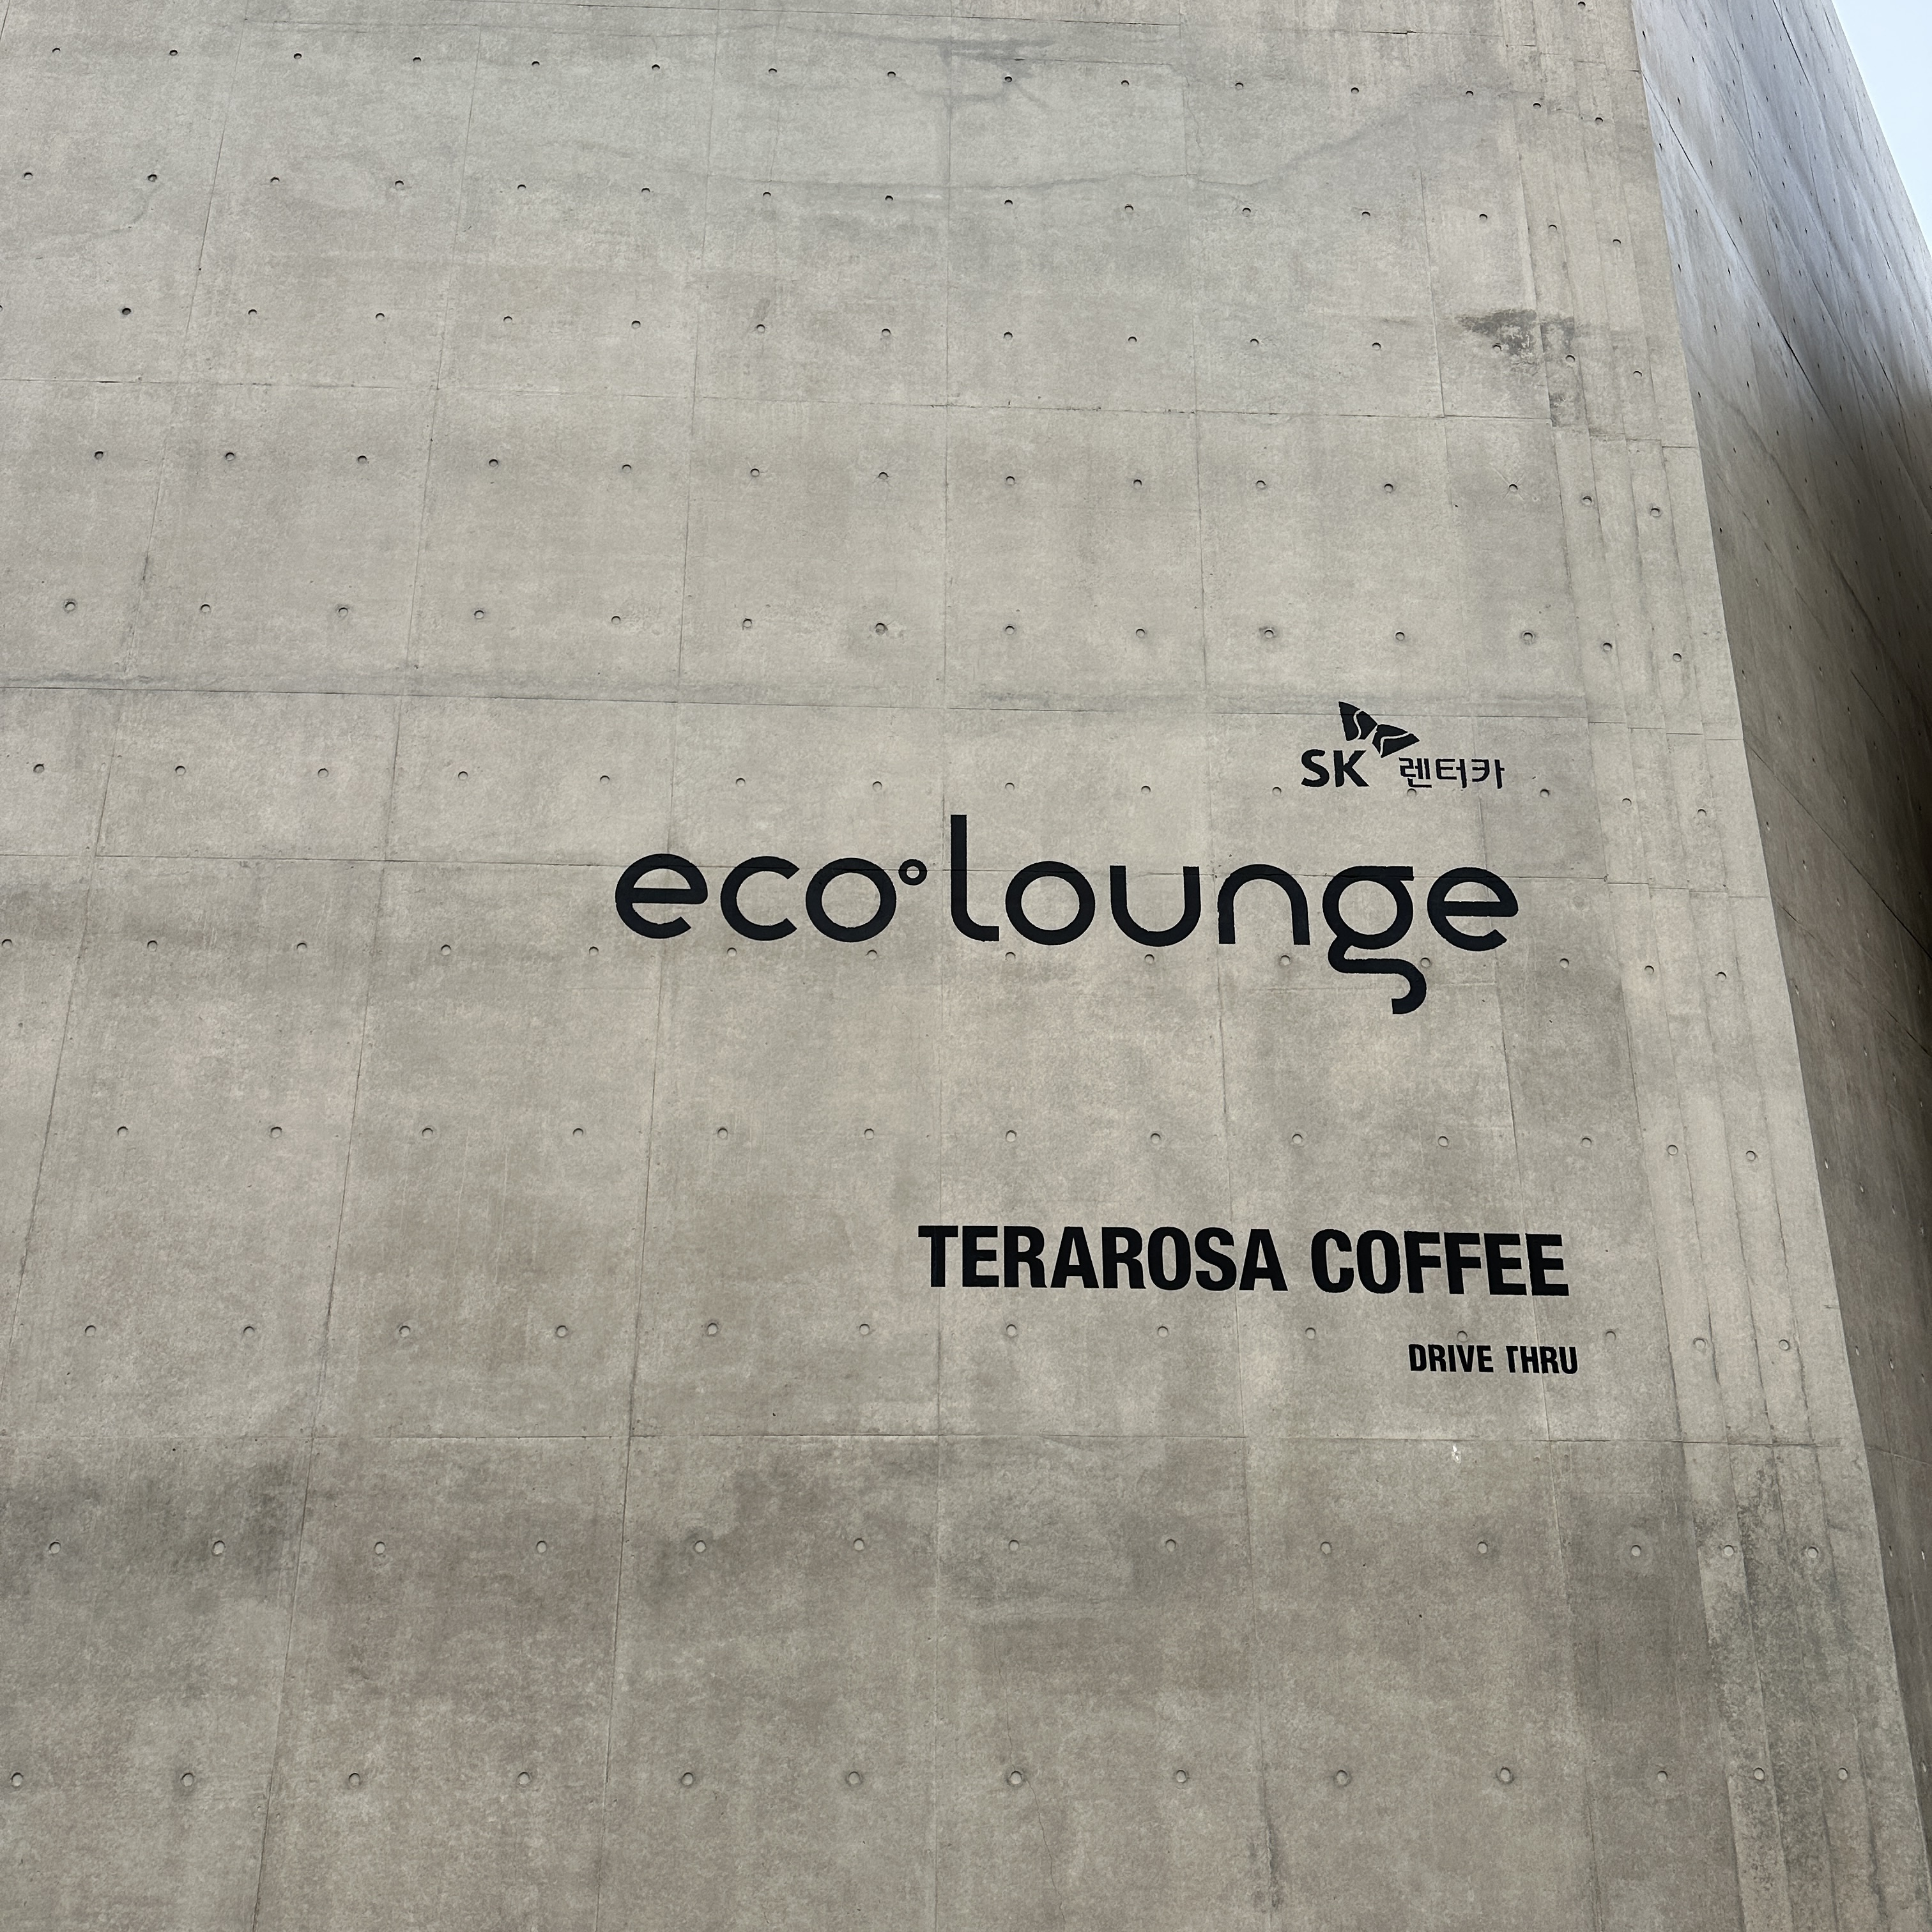 SK 렌터카
eco°lounge
TERAROSA COFFEE
DRIVE THRU